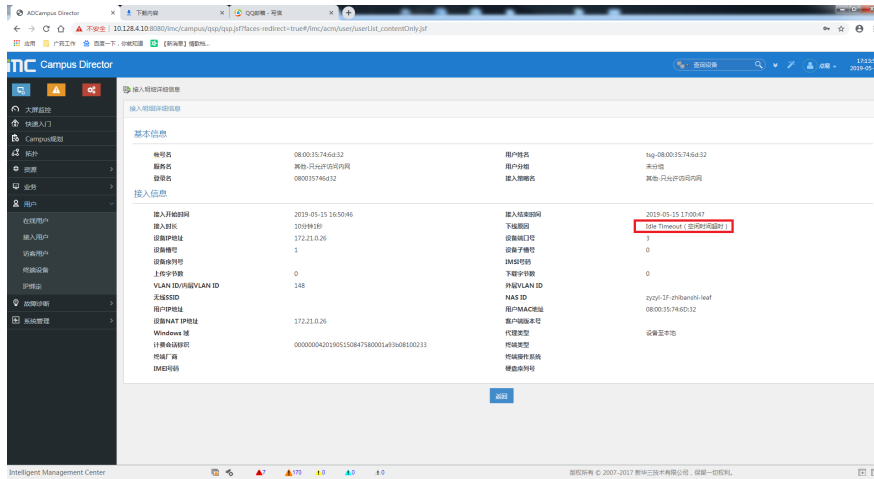 ADCampus Director
下载内容
QQ邮箱 - 写信
不安全 | 10.128.4.10:8080/imc/campus/qsp/qsp.jsf?faces-redirect=true#/imc/acm/user/userList_contentOnly.jsf
应用 广药工作 百度一下，你就知道
iMC Campus Director
查询设备
17:13:5
2019-05-
接入明细详细信息
大屏监控
快速入门
Campus规划
拓扑
资源
业务
用户
在线用户
接入用户
访客用户
终端设备
IP绑定
故障诊断
系统管理
接入明细详细信息
基本信息
帐号名 08:00:35:74:6d:32 用户姓名 tsg-08:00:35:74:6d:32
服务名 其他-只允许访问内网 用户分组 未分组
登录名 080035746d32 接入策略名 其他-只允许访问内网
接入信息
接入开始时间 2019-05-15 16:50:46 接入结束时间 2019-05-15 17:00:47
接入时长 10分钟1秒 下线原因 Idle Timeout（空闲时间超时）
设备IP地址 172.21.0.26 设备端口号 3
设备槽号 1 设备子槽号 0
设备序列号 IMSI号码
上传字节数 0 下载字节数 0
VLAN ID/内层VLAN ID 148 外层VLAN ID
无线SSID NAS ID zyzyl-1F-zhibanshi-leaf
用户IP地址 用户MAC地址 08:00:35:74:6D:32
设备NAT IP地址 172.21.0.26 客户端版本号
Windows 域 代理类型 设备至本地
计费会话标识 00000004201905150847580001a93b08100233 终端类型
终端厂商 终端操作系统
IMEI号码 硬盘序列号
返回
Intelligent Management Center 7 170 0 0 0 版权所有 © 2007-2017 新华三技术有限公司，保留一切权利。